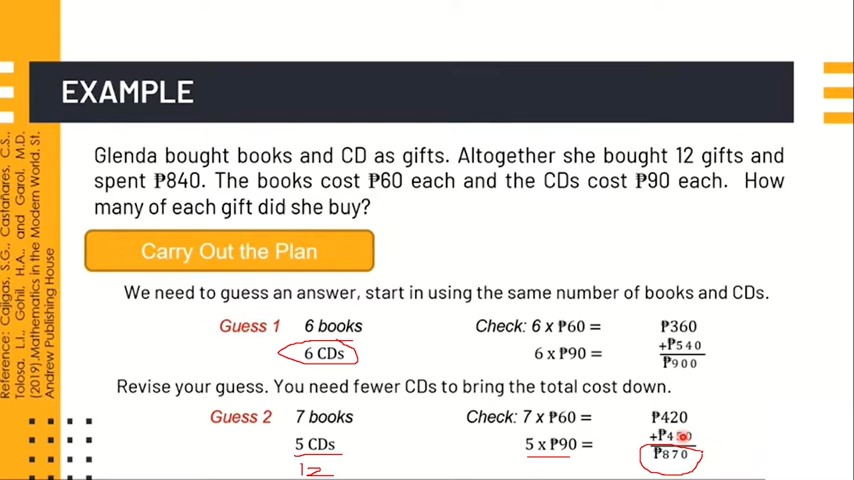 EXAMPLE
Glenda bought books and CD as gifts. Altogether she bought 12 gifts and
spent ₱840. The books cost ₱60 each and the CDs cost ₱90 each. How
many of each gift did she buy?
Carry Out the Plan
We need to guess an answer, start in using the same number of books and CDs.
Guess 1 6 books Check: 6 x ₱60 = ₱360
6 CDs 6 x ₱90 = +₱540
₱900
Revise your guess. You need fewer CDs to bring the total cost down.
Guess 2 7 books Check: 7 x ₱60 = ₱420
5 CDs 5 x ₱90 = +₱450
₱870
12
Reference: Cajigas, S.G., Castañares, C.S.,
Tolosa, L.I., Gohil, H.A., and Garol, M.D.
(2019).Mathematics in the Modern World. St.
Andrew Publishing House